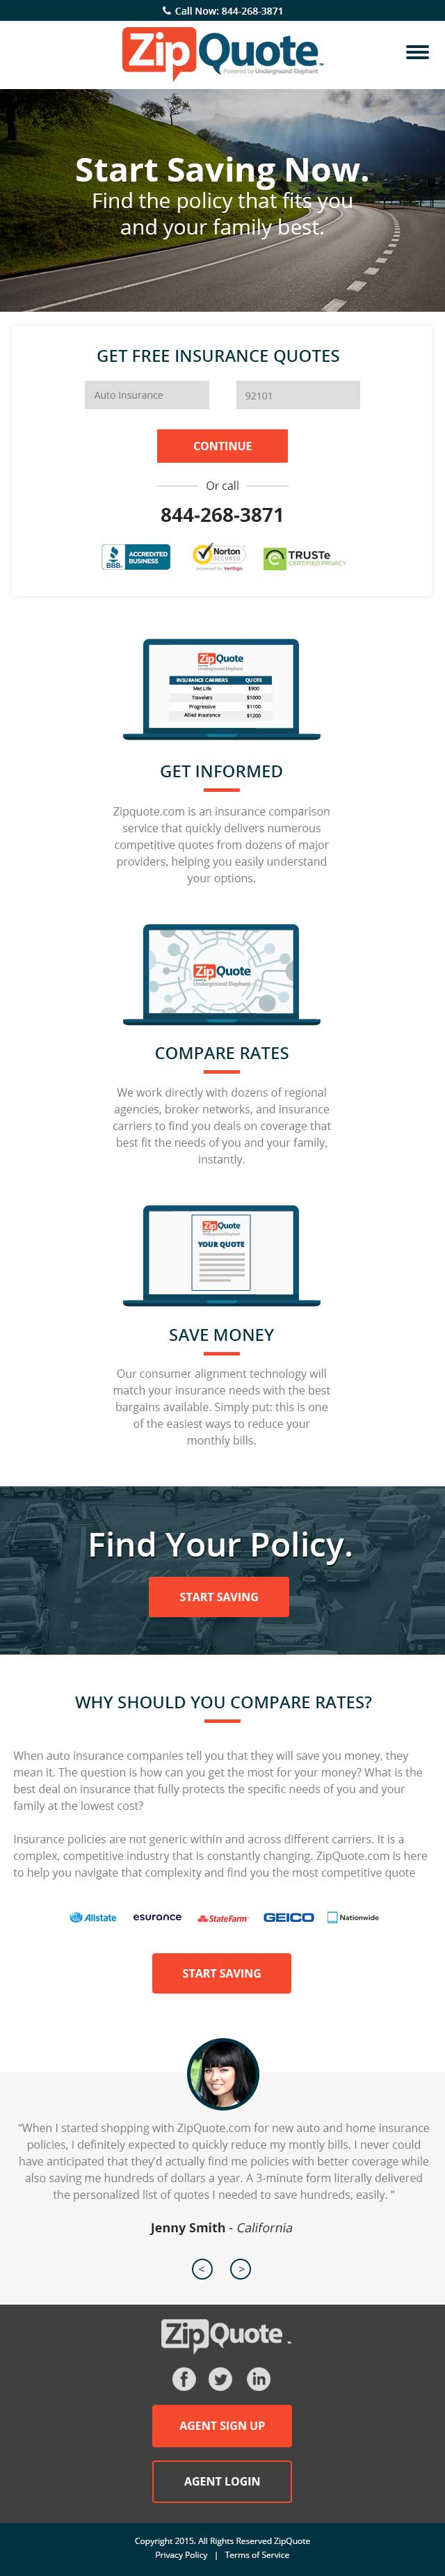 Call Now: 844-268-3871
ZipQuote™
Powered by Underground Elephant
Start Saving Now.
Find the policy that fits you
and your family best.
GET FREE INSURANCE QUOTES
Auto Insurance
92101
CONTINUE
Or call
844-268-3871
BBB. ACCREDITED BUSINESS
Norton SECURED
powered by VeriSign
TRUSTe
CERTIFIED PRIVACY
ZipQuote
Underground Elephant
INSURANCE CARRIERS QUOTE
Met Life $900
Travelers $1000
Progressive $1100
Allied Insurance $1200
GET INFORMED
Zipquote.com is an insurance comparison
service that quickly delivers numerous
competitive quotes from dozens of major
providers, helping you easily understand
your options.
ZipQuote
Underground Elephant
COMPARE RATES
We work directly with dozens of regional
agencies, broker networks, and insurance
carriers to find you deals on coverage that
best fit the needs of you and your family,
instantly.
ZipQuote
Underground Elephant
YOUR QUOTE
SAVE MONEY
Our consumer alignment technology will
match your insurance needs with the best
bargains available. Simply put: this is one
of the easiest ways to reduce your
monthly bills.
Find Your Policy.
START SAVING
WHY SHOULD YOU COMPARE RATES?
When auto insurance companies tell you that they will save you money, they
mean it. The question is how can you get the most for your money? What is the
best deal on insurance that fully protects the specific needs of you and your
family at the lowest cost?
Insurance policies are not generic within and across different carriers. It is a
complex, competitive industry that is constantly changing. ZipQuote.com is here
to help you navigate that complexity and find you the most competitive quote
Allstate esurance StateFarm GEICO Nationwide
START SAVING
“When I started shopping with ZipQuote.com for new auto and home insurance
policies, I definitely expected to quickly reduce my montly bills. I never could
have anticipated that they’d actually find me policies with better coverage while
also saving me hundreds of dollars a year. A 3-minute form literally delivered
the personalized list of quotes I needed to save hundreds, easily. ”
Jenny Smith - California
< >
ZipQuote™
f in
AGENT SIGN UP
AGENT LOGIN
Copyright 2015. All Rights Reserved ZipQuote
Privacy Policy | Terms of Service